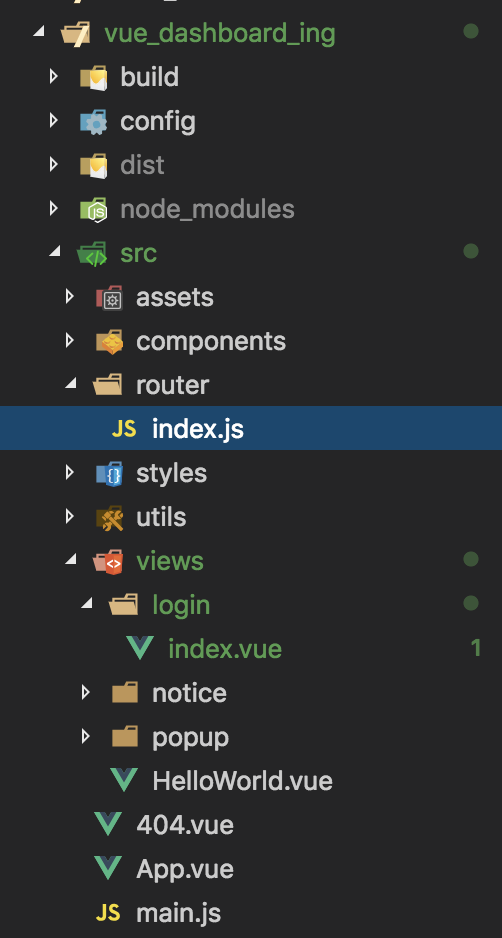 vue_dashboard_ing
build
config
dist
node_modules
src
assets
components
router
JS index.js
styles
utils
views
login
index.vue 1
notice
popup
HelloWorld.vue
404.vue
App.vue
JS main.js